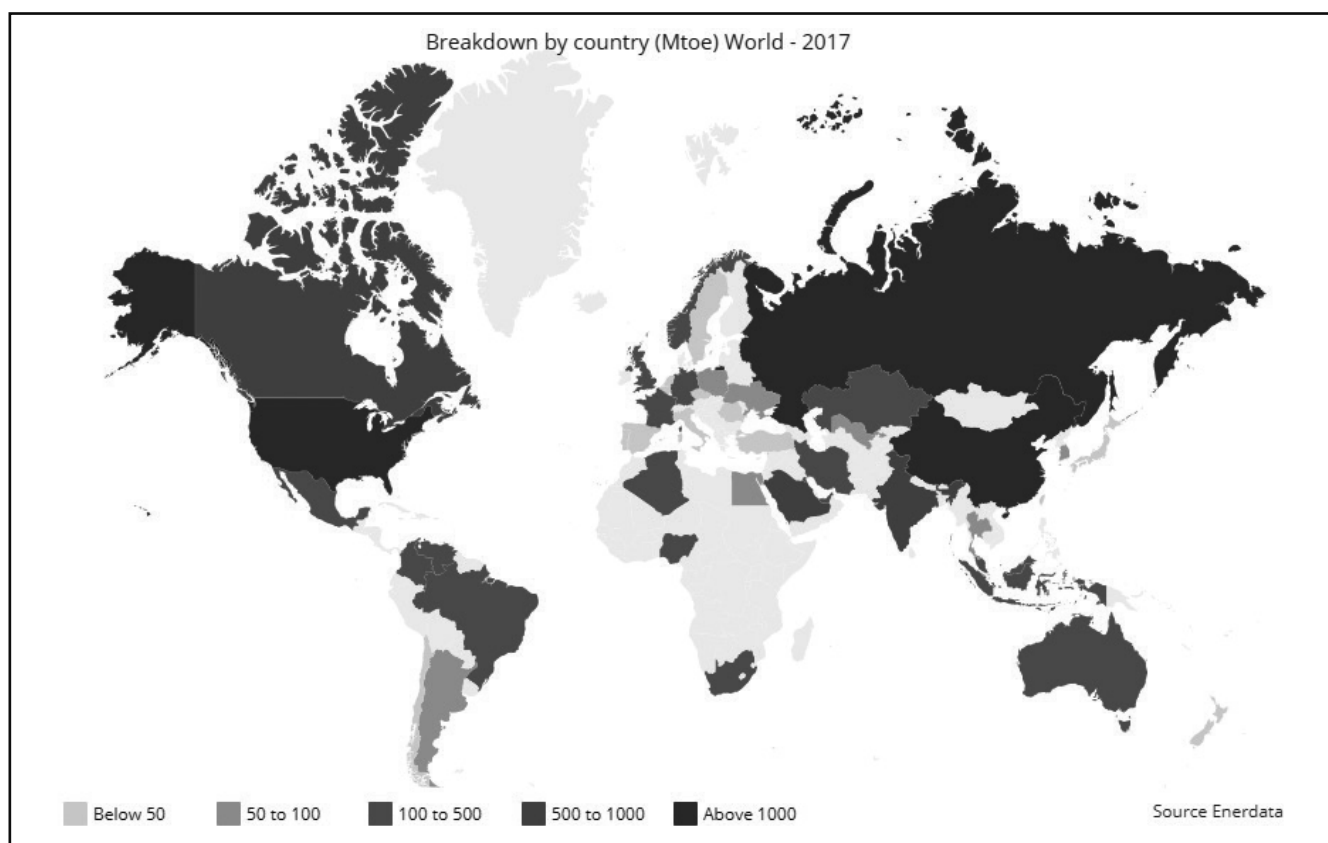 Breakdown by country (Mtoe) World - 2017
Below 50
50 to 100
100 to 500
500 to 1000
Above 1000
Source Enerdata